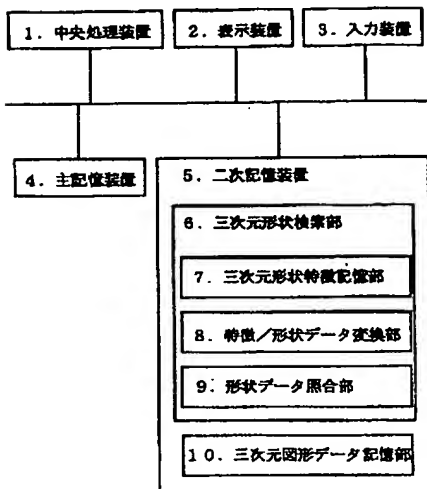 1. 中央処理装置
2. 表示装置
3. 入力装置
4. 主記憶装置
5. 二次記憶装置
6. 三次元形状検索部
7. 三次元形状特徴記憶部
8. 特徴/形状データ変換部
9. 形状データ照合部
10. 三次元図形データ記憶部